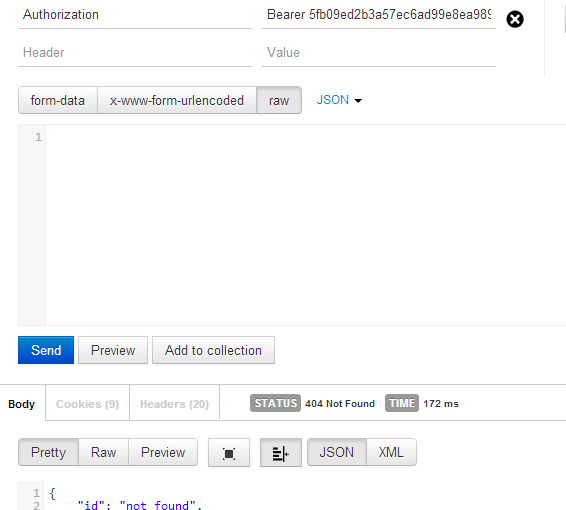 Authorization Bearer 5fb09ed2b3a57ec6ad99e8ea989
Header Value
form-data x-www-form-urlencoded raw JSON
1
Send Preview Add to collection
Body Cookies (9) Headers (20) STATUS 404 Not Found TIME 172 ms
Pretty Raw Preview JSON XML
1 {
2 "id": "not found",